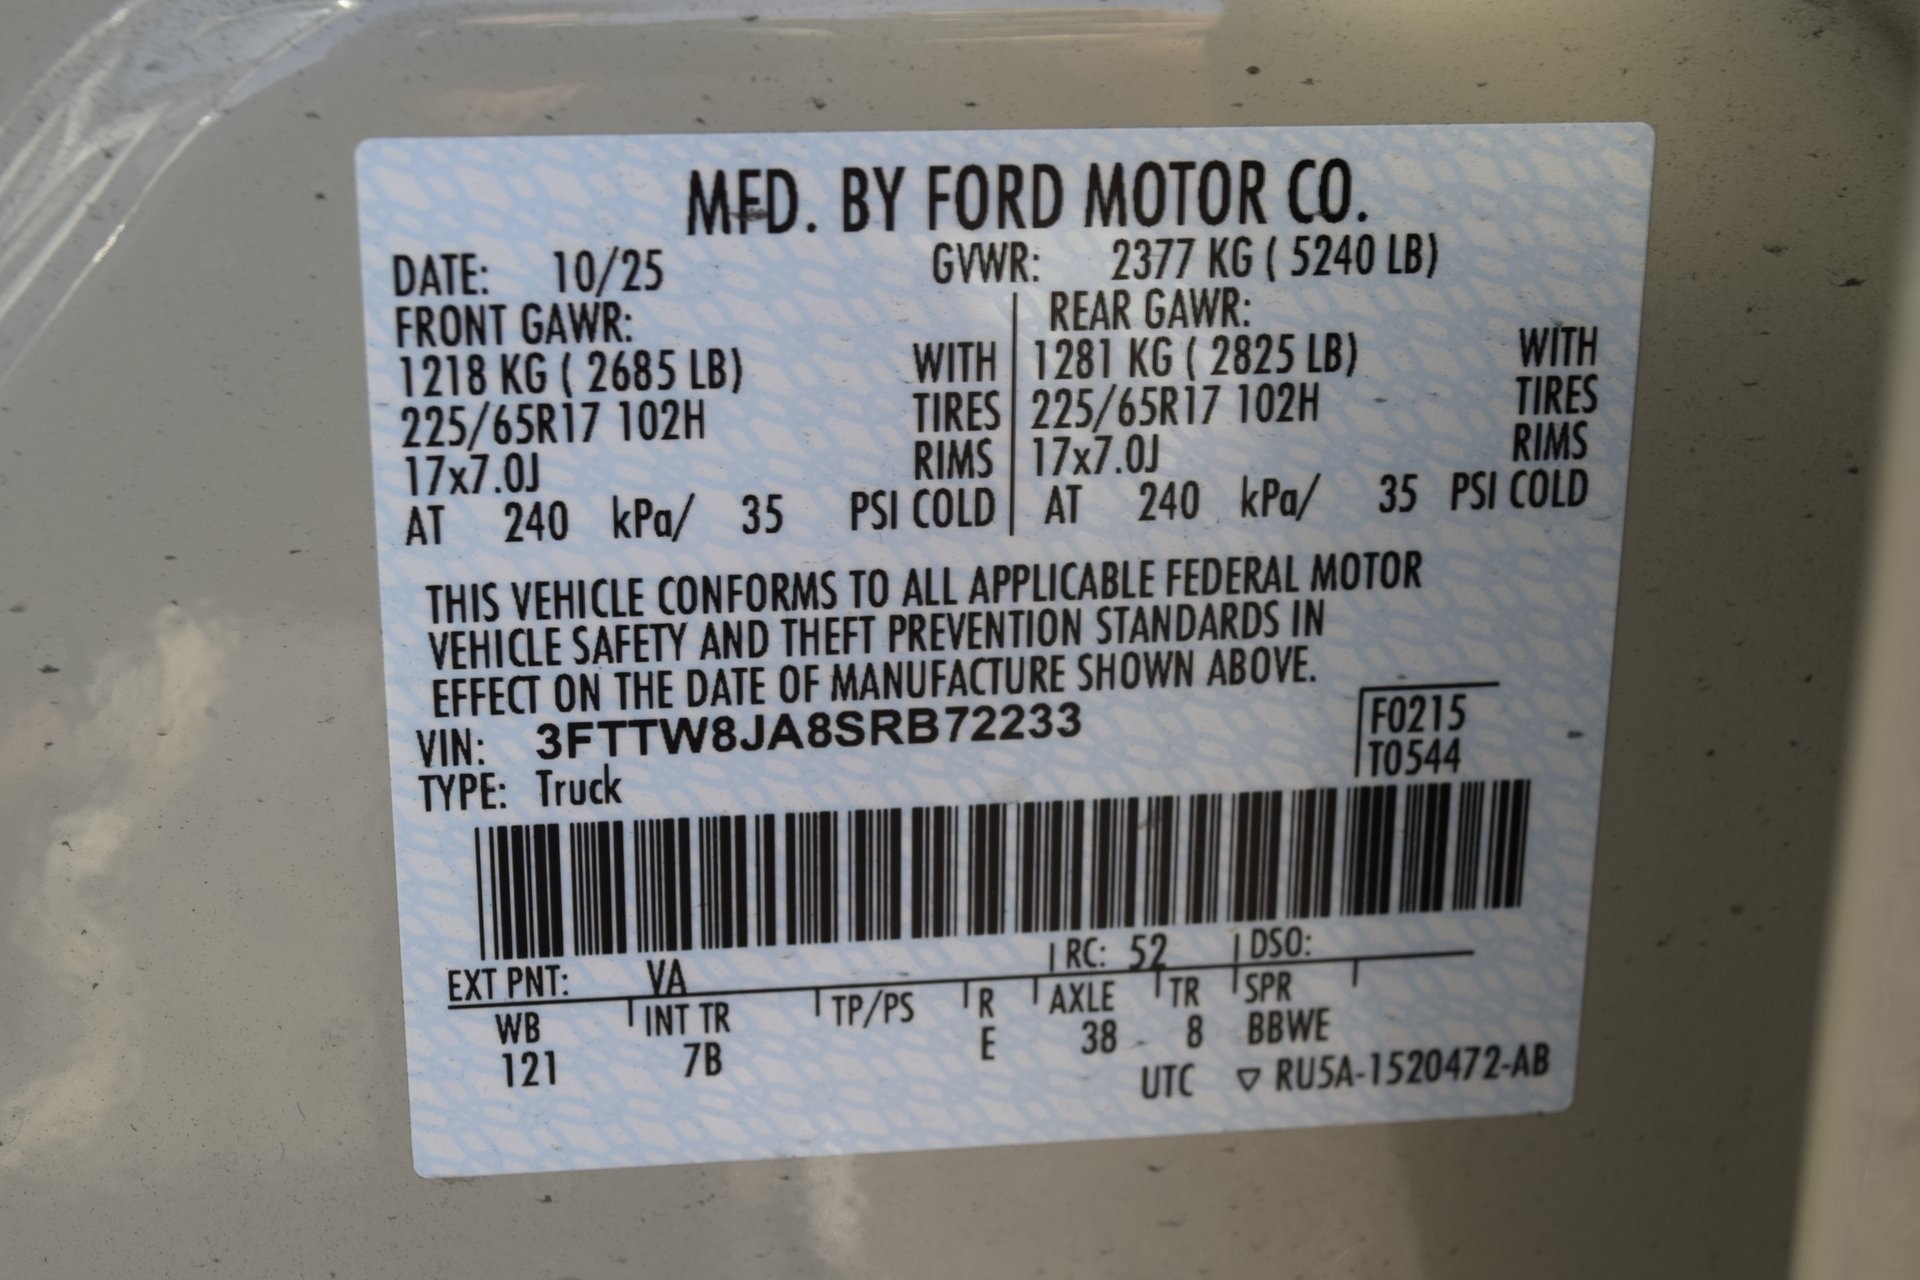 MFD. BY FORD MOTOR CO.
DATE: 10/25 GVWR: 2377 KG ( 5240 LB)
FRONT GAWR: REAR GAWR:
1218 KG ( 2685 LB) WITH 1281 KG ( 2825 LB) WITH
225/65R17 102H TIRES 225/65R17 102H TIRES
17x7.0J RIMS 17x7.0J RIMS
AT 240 kPa/ 35 PSI COLD AT 240 kPa/ 35 PSI COLD
THIS VEHICLE CONFORMS TO ALL APPLICABLE FEDERAL MOTOR
VEHICLE SAFETY AND THEFT PREVENTION STANDARDS IN
EFFECT ON THE DATE OF MANUFACTURE SHOWN ABOVE.
VIN: 3FTTW8JA8SRB72233 F0215
TYPE: Truck T0544
EXT PNT: VA RC: 52 DSO:
WB INT TR TP/PS R AXLE TR SPR
121 7B E 38 8 BBWE
UTC ▽ RU5A-1520472-AB